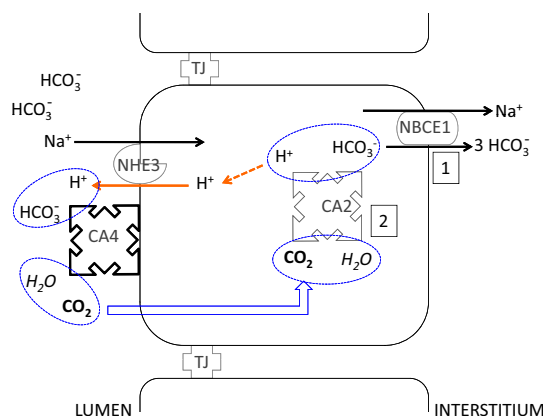 TJ
HCO₃⁻
HCO₃⁻
Na⁺
NHE3
H⁺
H⁺
HCO₃⁻
CA4
H₂O
CO₂
H⁺
HCO₃⁻
CA2
2
CO₂
H₂O
Na⁺
NBCE1
3 HCO₃⁻
1
TJ
LUMEN
INTERSTITIUM